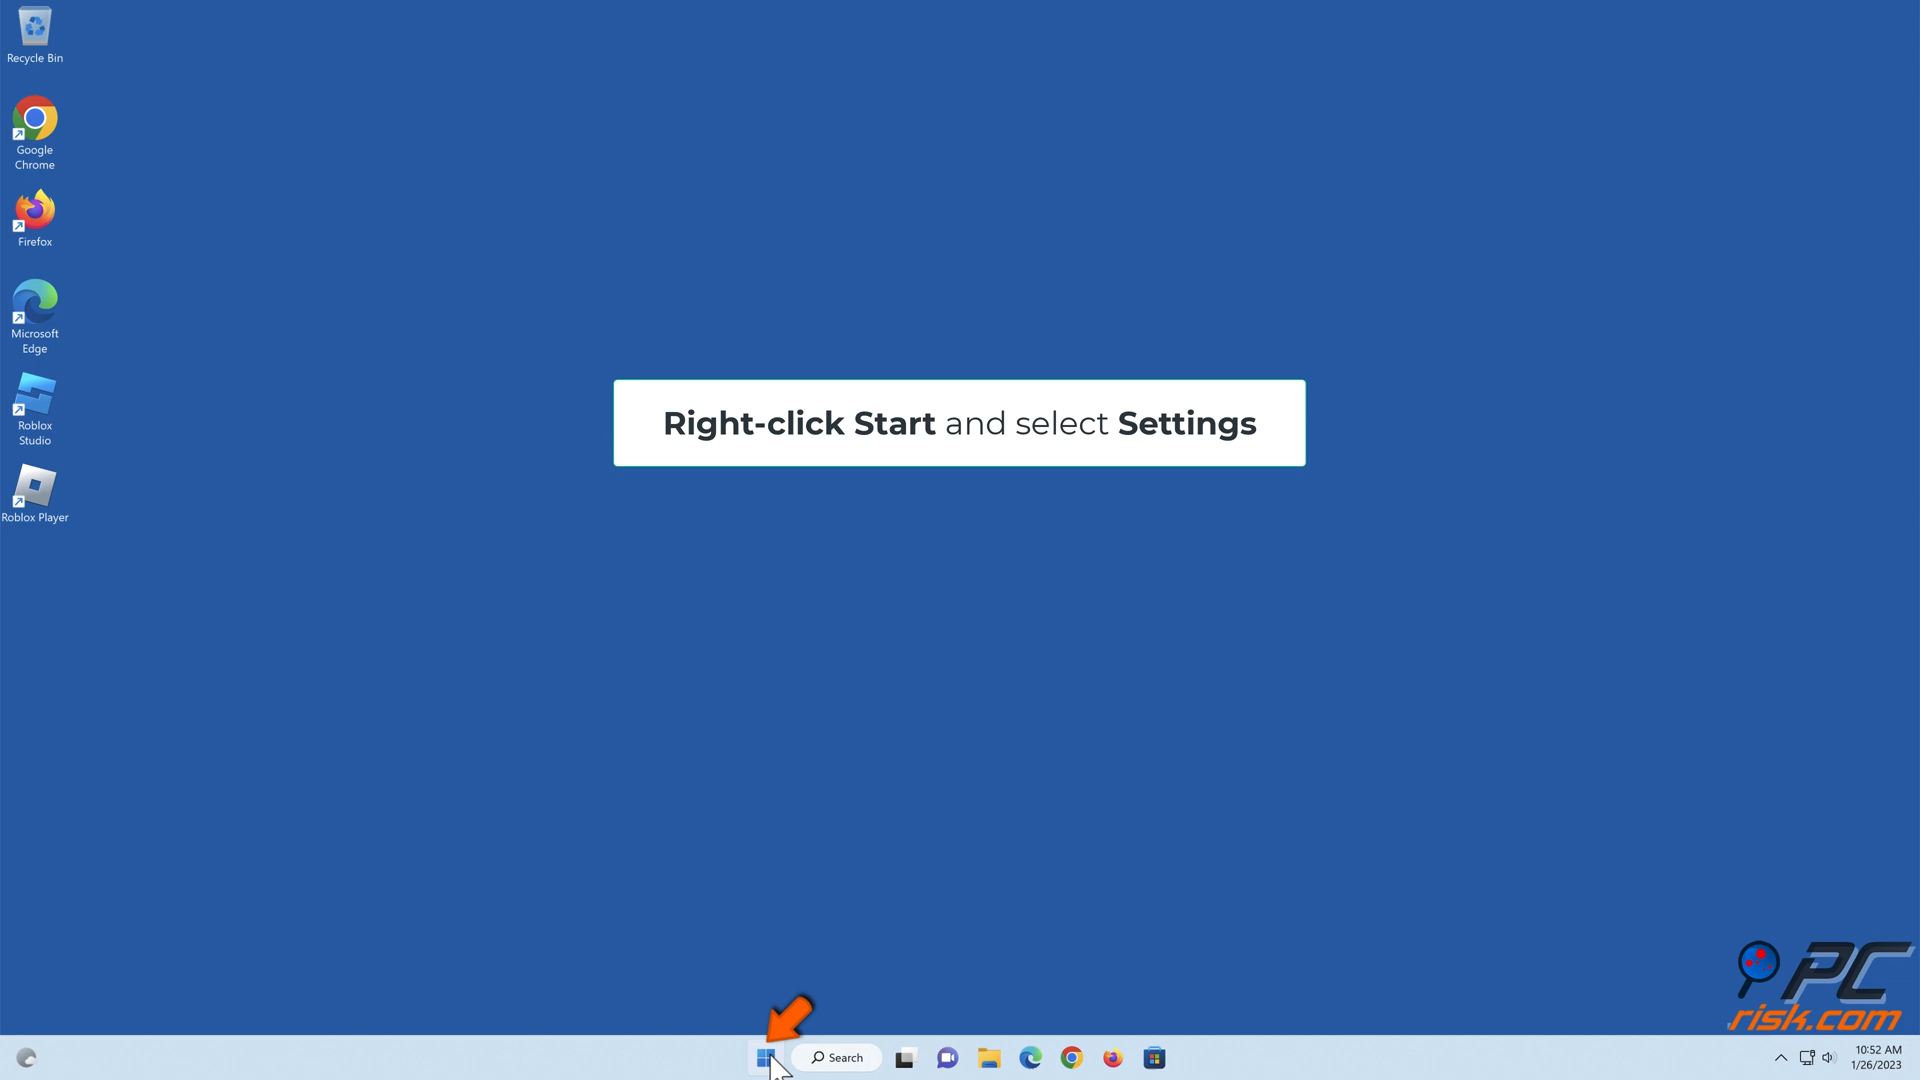 Recycle Bin
Google
Chrome
Firefox
Microsoft
Edge
Roblox
Studio
Roblox Player
Right-click Start and select Settings
PC
risk.com
Search
10:52 AM
1/26/2023